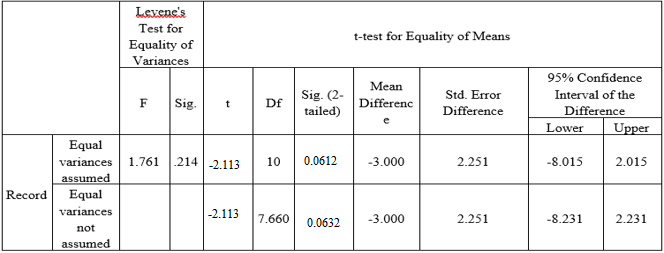 Levene's
Test for
Equality of
Variances
t-test for Equality of Means
F
Sig.
t
Df
Sig. (2-
tailed)
Mean
Differenc
e
Std. Error
Difference
95% Confidence
Interval of the
Difference
Lower
Upper
Record
Equal
variances
assumed
1.761
.214
-2.113
10
0.0612
-3.000
2.251
-8.015
2.015
Equal
variances
not
assumed
-2.113
7.660
0.0632
-3.000
2.251
-8.231
2.231